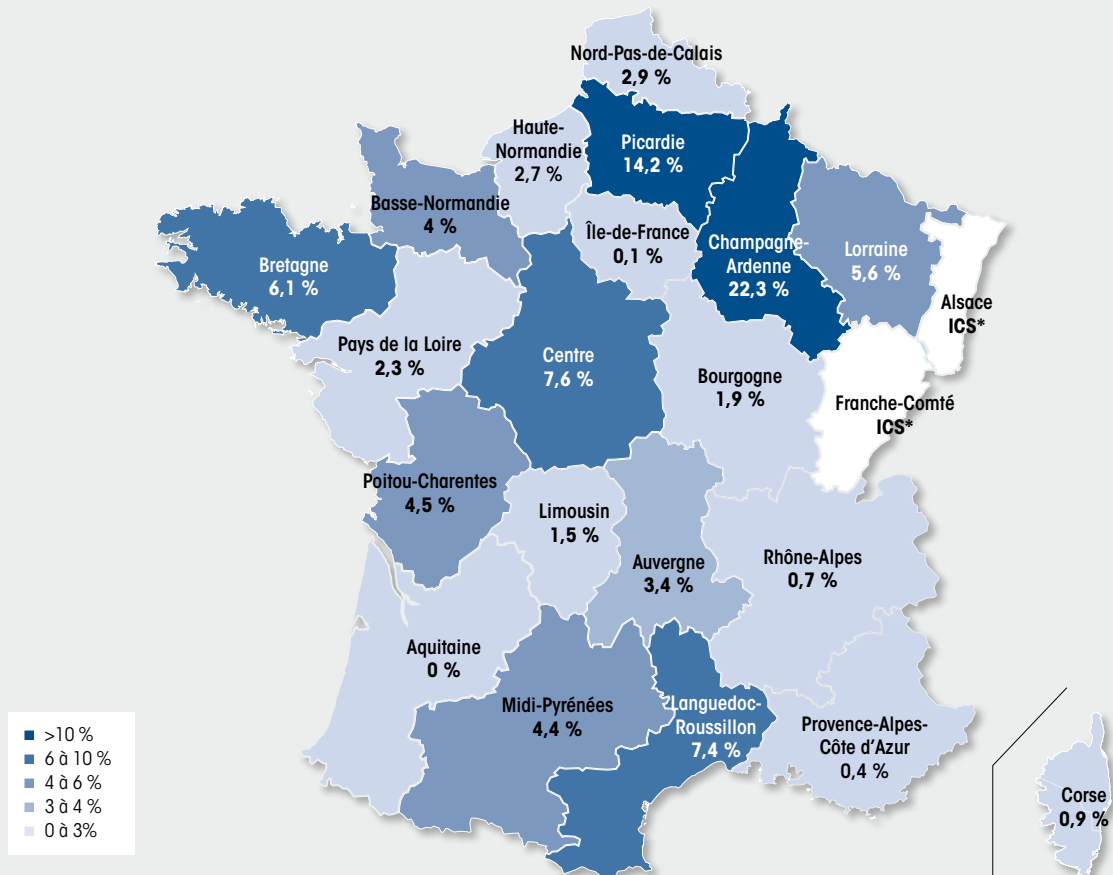 Nord-Pas-de-Calais
2,9 %
Haute-
Normandie
2,7 %
Picardie
14,2 %
Basse-Normandie
4 %
Île-de-France
0,1 %
Champagne-
Ardenne
22,3 %
Lorraine
5,6 %
Alsace
ICS*
Bretagne
6,1 %
Pays de la Loire
2,3 %
Centre
7,6 %
Bourgogne
1,9 %
Franche-Comté
ICS*
Poitou-Charentes
4,5 %
Limousin
1,5 %
Auvergne
3,4 %
Rhône-Alpes
0,7 %
Aquitaine
0 %
Midi-Pyrénées
4,4 %
Languedoc-
Roussillon
7,4 %
Provence-Alpes-
Côte d’Azur
0,4 %
Corse
0,9 %
>10 %
6 à 10 %
4 à 6 %
3 à 4 %
0 à 3%